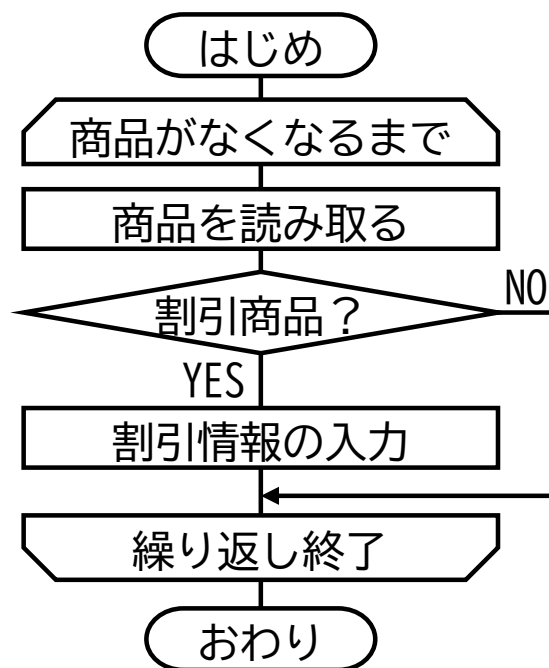 はじめ
商品がなくなるまで
商品を読み取る
割引商品？
NO
YES
割引情報の入力
繰り返し終了
おわり